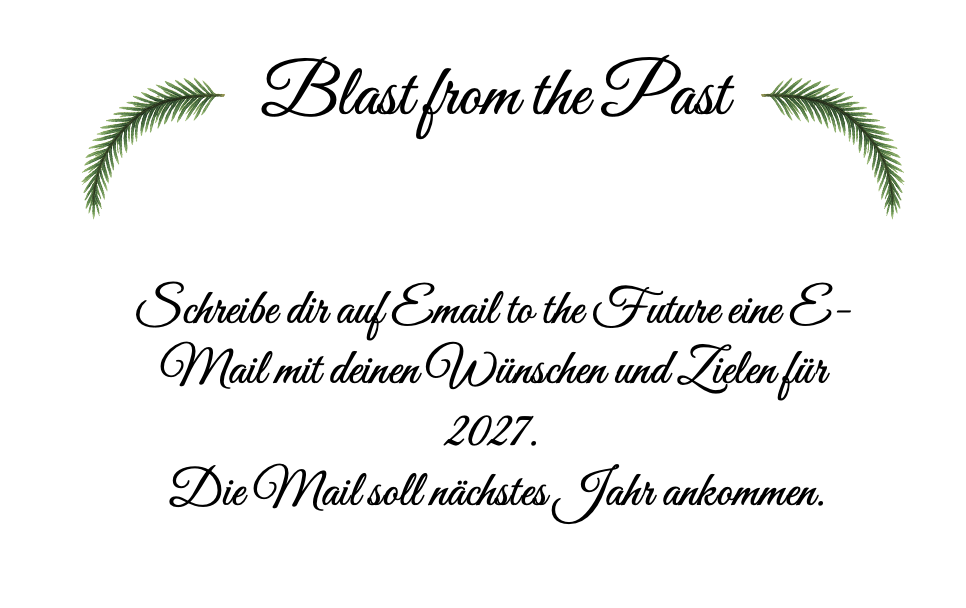 Blast from the Past
Schreibe dir auf Email to the Future eine E-
Mail mit deinen Wünschen und Zielen für
2027.
Die Mail soll nächstes Jahr ankommen.